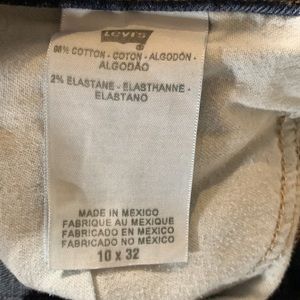 LEVI'S ®
98% COTTON - COTON - ALGODÓN -
ALGODÃO
2% ELASTANE - ELASTHANNE -
ELASTANO
MADE IN MEXICO
FABRIQUE AU MEXIQUE
FABRICADO EN MEXICO
FABRICADO NO MEXICO
10 x 32